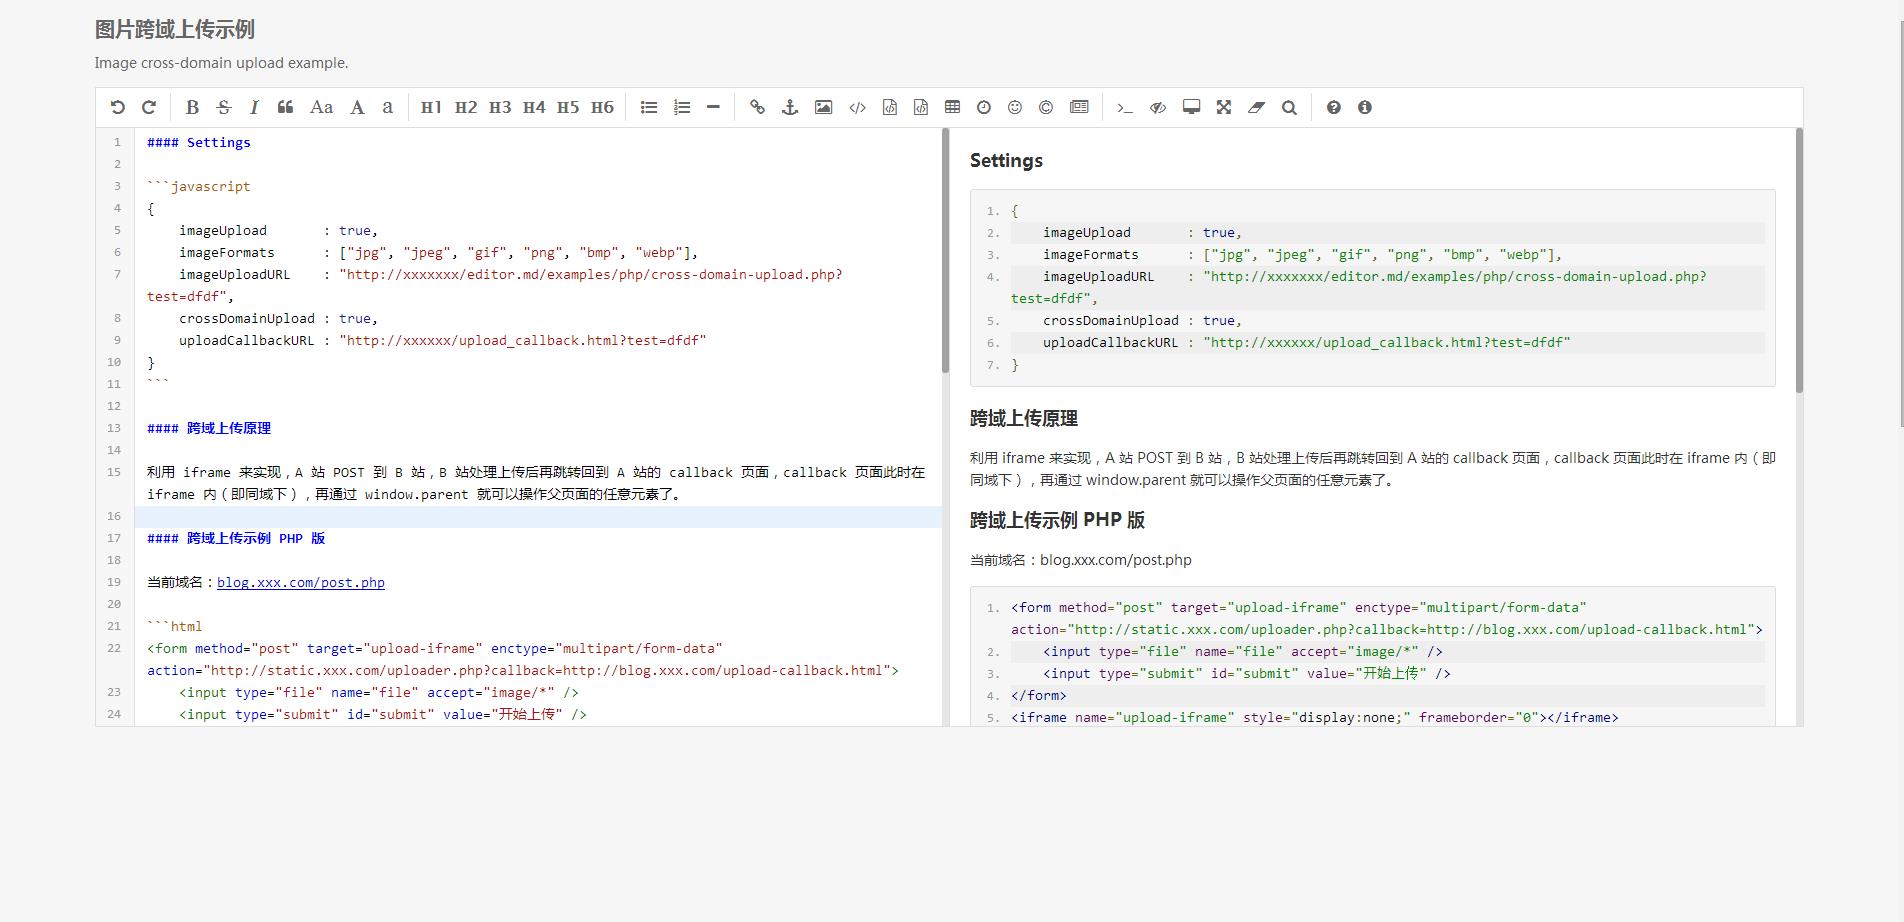 图片跨域上传示例
Image cross-domain upload example.
B S I Aa A a H1 H2 H3 H4 H5 H6
1 #### Settings
2
3 ```javascript
4 {
5     imageUpload       : true,
6     imageFormats      : ["jpg", "jpeg", "gif", "png", "bmp", "webp"],
7     imageUploadURL    : "http://xxxxxxx/editor.md/examples/php/cross-domain-upload.php?
test=dfdf",
8     crossDomainUpload : true,
9     uploadCallbackURL : "http://xxxxxx/upload_callback.html?test=dfdf"
10 }
11 ```
12
13 #### 跨域上传原理
14
15 利用 iframe 来实现，A 站 POST 到 B 站，B 站处理上传后再跳转回到 A 站的 callback 页面，callback 页面此时在
iframe 内（即同域下），再通过 window.parent 就可以操作父页面的任意元素了。
16
17 #### 跨域上传示例 PHP 版
18
19 当前域名：blog.xxx.com/post.php
20
21 ```html
22 <form method="post" target="upload-iframe" enctype="multipart/form-data"
action="http://static.xxx.com/uploader.php?callback=http://blog.xxx.com/upload-callback.html">
23     <input type="file" name="file" accept="image/*" />
24     <input type="submit" id="submit" value="开始上传" />
Settings
1. {
2.     imageUpload       : true,
3.     imageFormats      : ["jpg", "jpeg", "gif", "png", "bmp", "webp"],
4.     imageUploadURL    : "http://xxxxxxx/editor.md/examples/php/cross-domain-upload.php?
test=dfdf",
5.     crossDomainUpload : true,
6.     uploadCallbackURL : "http://xxxxxx/upload_callback.html?test=dfdf"
7. }
跨域上传原理
利用 iframe 来实现，A 站 POST 到 B 站，B 站处理上传后再跳转回到 A 站的 callback 页面，callback 页面此时在 iframe 内（即
同域下），再通过 window.parent 就可以操作父页面的任意元素了。
跨域上传示例 PHP 版
当前域名：blog.xxx.com/post.php
1. <form method="post" target="upload-iframe" enctype="multipart/form-data"
action="http://static.xxx.com/uploader.php?callback=http://blog.xxx.com/upload-callback.html">
2.     <input type="file" name="file" accept="image/*" />
3.     <input type="submit" id="submit" value="开始上传" />
4. </form>
5. <iframe name="upload-iframe" style="display:none;" frameborder="0"></iframe>